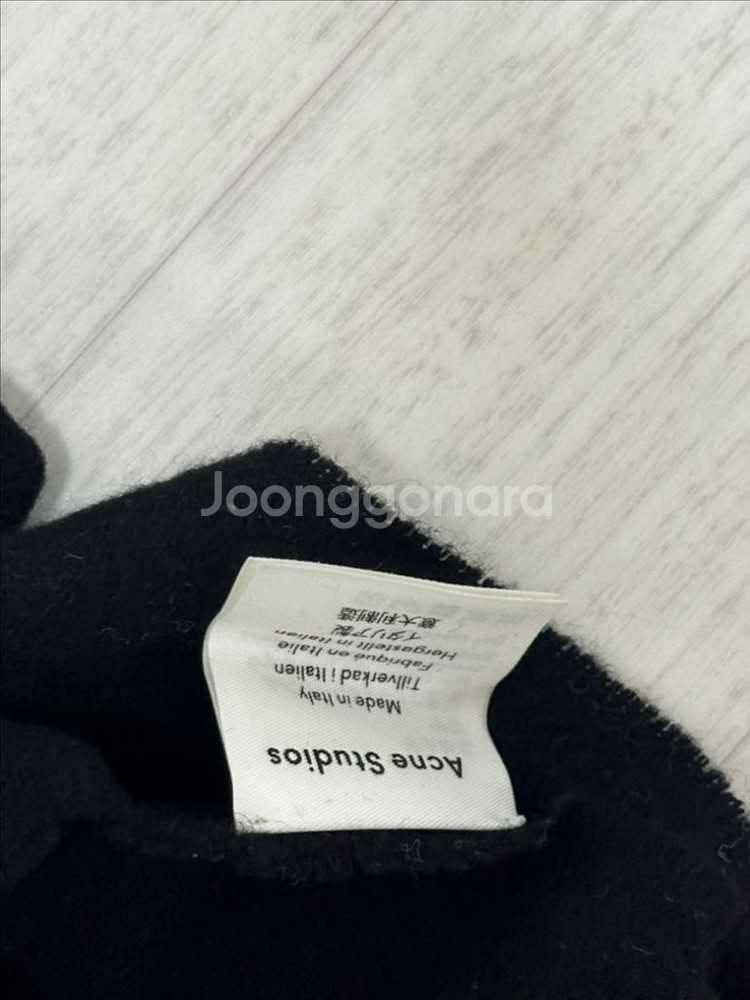 Joonggonara
Acne Studios
Made in Italy
Tillverkad i Italien
Fabriqué en Italie
Hergestellt in Italien
イタリア製
意大利制造